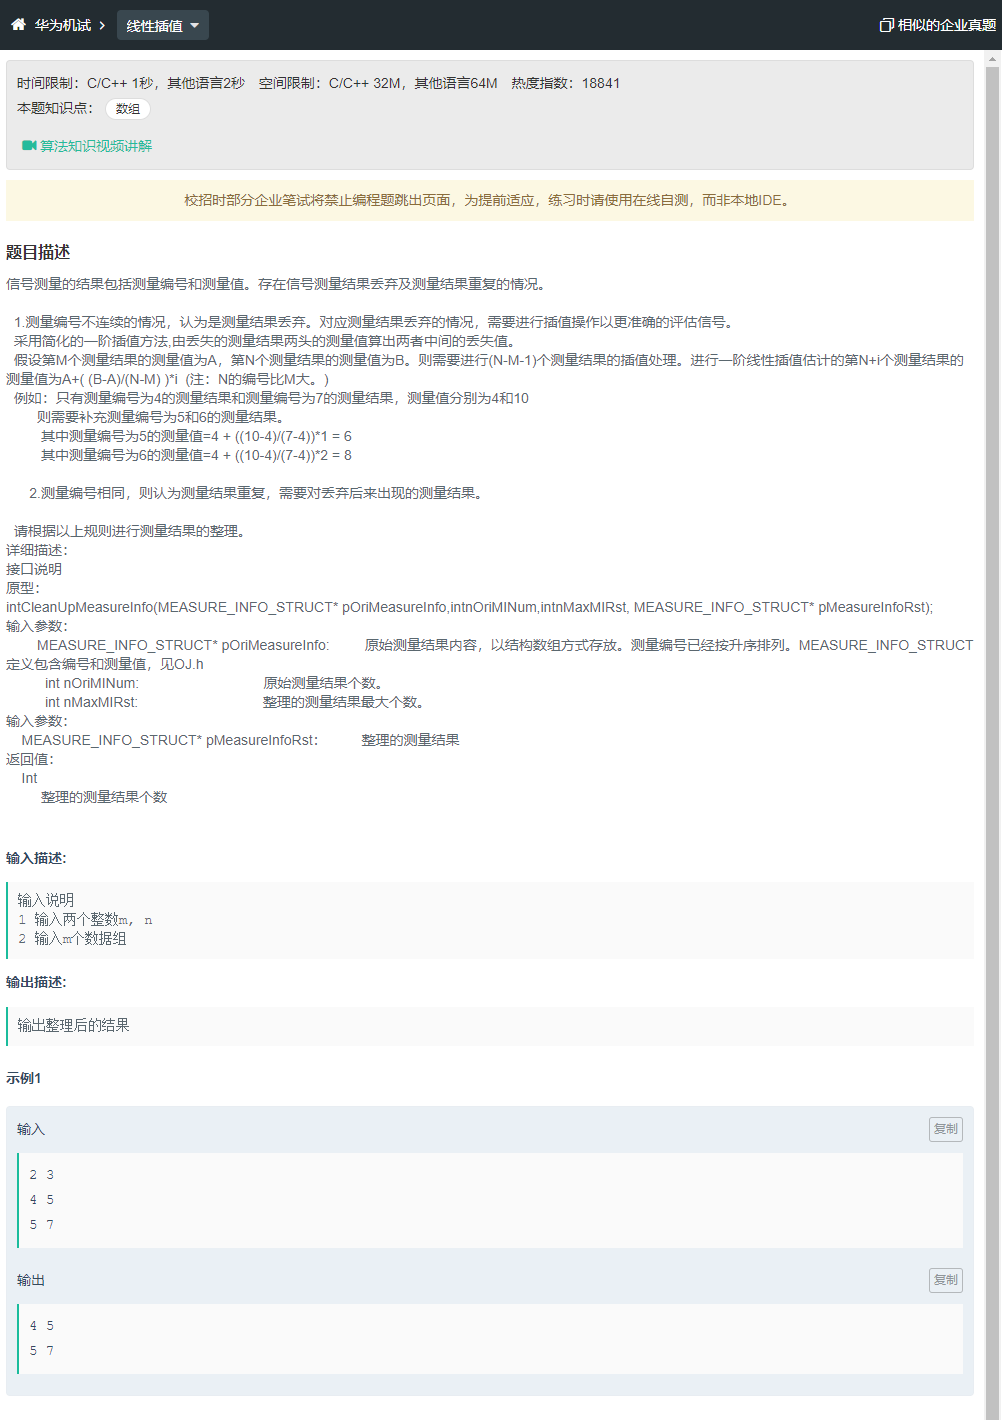 华为机试 > 线性插值
相似的企业真题
时间限制：C/C++ 1秒，其他语言2秒 空间限制：C/C++ 32M，其他语言64M 热度指数：18841
本题知识点： 数组
算法知识视频讲解
校招时部分企业笔试将禁止编程题跳出页面，为提前适应，练习时请使用在线自测，而非本地IDE。
题目描述
信号测量的结果包括测量编号和测量值。存在信号测量结果丢弃及测量结果重复的情况。
1.测量编号不连续的情况，认为是测量结果丢弃。对应测量结果丢弃的情况，需要进行插值操作以更准确的评估信号。
采用简化的一阶插值方法,由丢失的测量结果两头的测量值算出两者中间的丢失值。
假设第M个测量结果的测量值为A，第N个测量结果的测量值为B。则需要进行(N-M-1)个测量结果的插值处理。进行一阶线性插值估计的第N+i个测量结果的
测量值为A+( (B-A)/(N-M) )*i (注：N的编号比M大。)
例如：只有测量编号为4的测量结果和测量编号为7的测量结果，测量值分别为4和10
则需要补充测量编号为5和6的测量结果。
其中测量编号为5的测量值=4 + ((10-4)/(7-4))*1 = 6
其中测量编号为6的测量值=4 + ((10-4)/(7-4))*2 = 8
2.测量编号相同，则认为测量结果重复，需要对丢弃后来出现的测量结果。
请根据以上规则进行测量结果的整理。
详细描述：
接口说明
原型：
intCleanUpMeasureInfo(MEASURE_INFO_STRUCT* pOriMeasureInfo,intnOriMINum,intnMaxMIRst, MEASURE_INFO_STRUCT* pMeasureInfoRst);
输入参数：
MEASURE_INFO_STRUCT* pOriMeasureInfo: 原始测量结果内容，以结构数组方式存放。测量编号已经按升序排列。MEASURE_INFO_STRUCT
定义包含编号和测量值，见OJ.h
int nOriMINum: 原始测量结果个数。
int nMaxMIRst: 整理的测量结果最大个数。
输入参数：
MEASURE_INFO_STRUCT* pMeasureInfoRst： 整理的测量结果
返回值：
Int
整理的测量结果个数
输入描述:
输入说明
1 输入两个整数m, n
2 输入m个数据组
输出描述:
输出整理后的结果
示例1
输入
复制
2 3
4 5
5 7
输出
复制
4 5
5 7